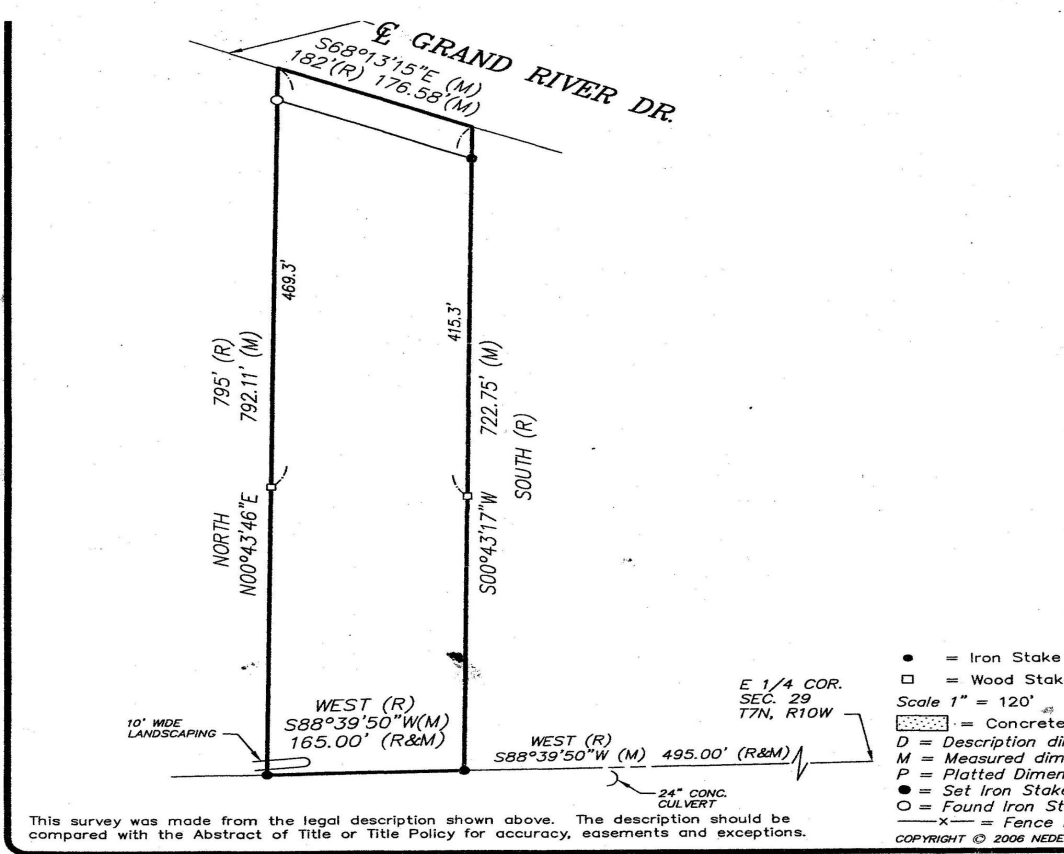 ℄ GRAND RIVER DR.
S68°13'15"E (M)
182'(R) 176.58'(M)
469.3'
415.3'
795' (R)
792.11' (M)
722.75' (M)
SOUTH (R)
NORTH
N00°43'46"E
S00°43'17"W
WEST (R)
S88°39'50"W(M)
165.00' (R&M)
10' WIDE
LANDSCAPING
WEST (R)
S88°39'50"W (M) 495.00' (R&M)
24" CONC.
CULVERT
E 1/4 COR.
SEC. 29
T7N, R10W
● = Iron Stake
□ = Wood Stak
Scale 1" = 120'
= Concrete
D = Description di
M = Measured dime
P = Platted Dimen
● = Set Iron Stake
○ = Found Iron St
—x— = Fence
COPYRIGHT © 2006 NEDE
This survey was made from the legal description shown above. The description should be
compared with the Abstract of Title or Title Policy for accuracy, easements and exceptions.